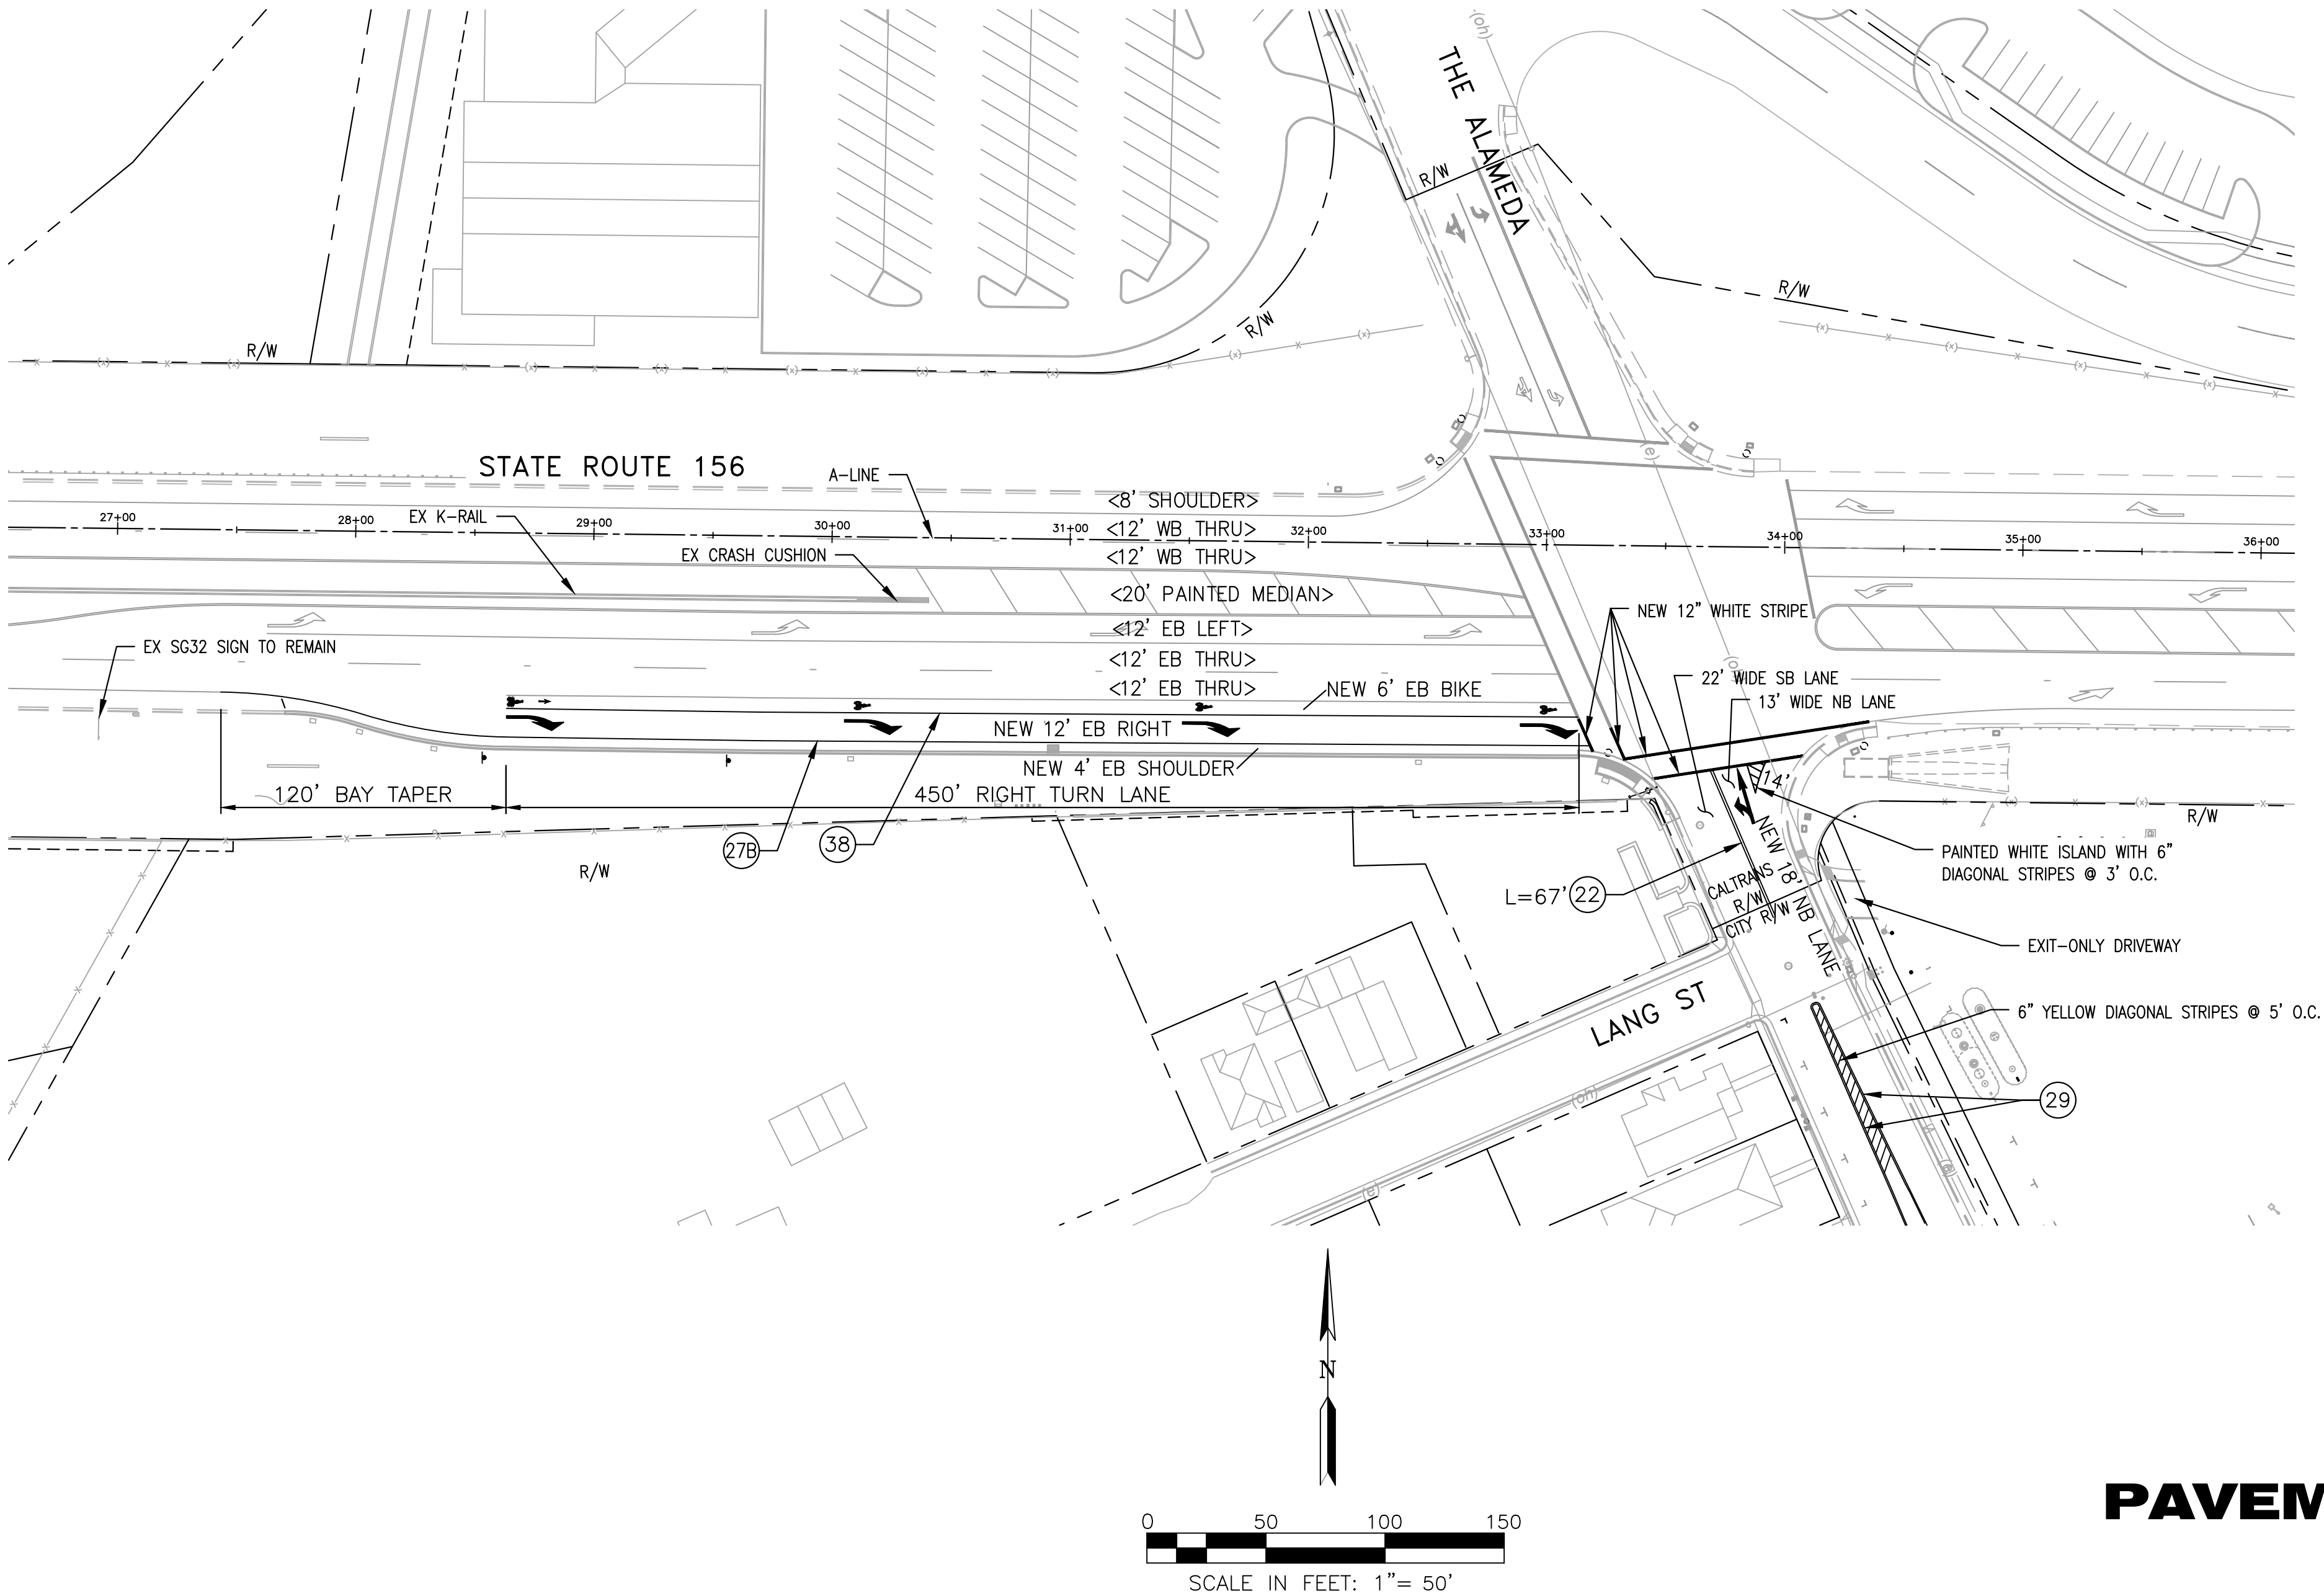 (oh)
THE ALAMEDA
R/W
R/W
R/W
R/W
STATE ROUTE 156
A-LINE
<8' SHOULDER>
27+00
28+00
EX K-RAIL
29+00
30+00
31+00
<12' WB THRU>
32+00
33+00
34+00
35+00
36+00
EX CRASH CUSHION
<12' WB THRU>
<20' PAINTED MEDIAN>
NEW 12" WHITE STRIPE
<12' EB LEFT>
EX SG32 SIGN TO REMAIN
<12' EB THRU>
22' WIDE SB LANE
<12' EB THRU>
NEW 6' EB BIKE
13' WIDE NB LANE
NEW 12' EB RIGHT
NEW 4' EB SHOULDER
14'
120' BAY TAPER
450' RIGHT TURN LANE
R/W
27B
38
R/W
PAINTED WHITE ISLAND WITH 6"
DIAGONAL STRIPES @ 3' O.C.
NEW 18' NB LANE
L=67'
22
CALTRANS
R/W
CITY R/W
EXIT-ONLY DRIVEWAY
LANG ST
6" YELLOW DIAGONAL STRIPES @ 5' O.C.
29
(oh)
(e)
(e)
N
PAVEM
0 50 100 150
SCALE IN FEET: 1"= 50'